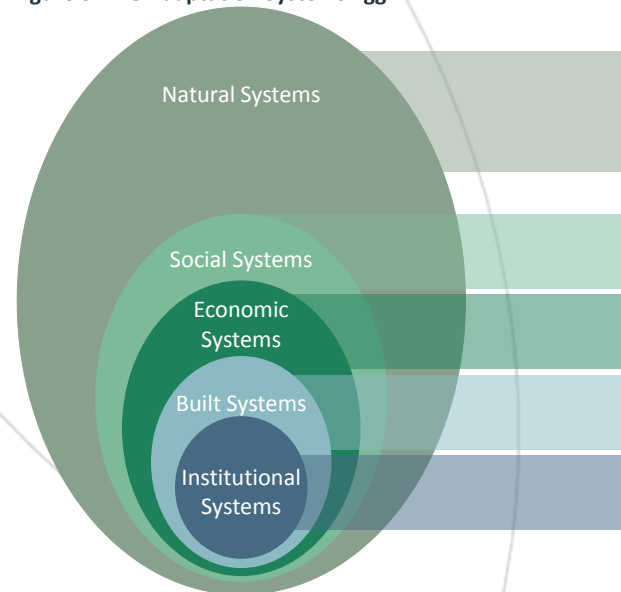 Natural Systems
Social Systems
Economic
Systems
Built Systems
Institutional
Systems